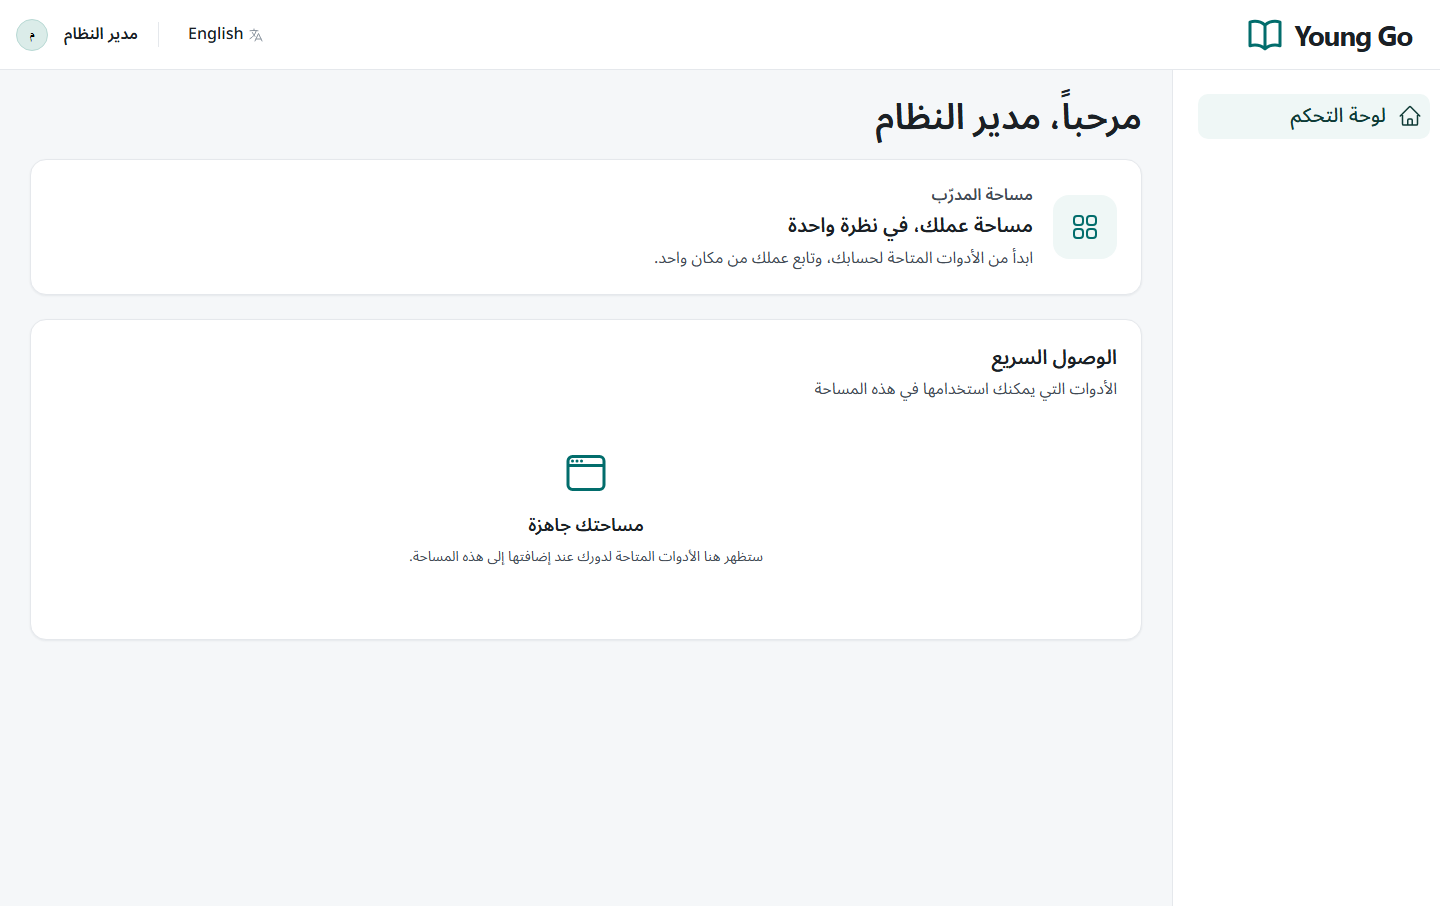 Young Go
English
مدير النظام
م
لوحة التحكم
مرحباً، مدير النظام
مساحة المدرّب
مساحة عملك، في نظرة واحدة
ابدأ من الأدوات المتاحة لحسابك، وتابع عملك من مكان واحد.
الوصول السريع
الأدوات التي يمكنك استخدامها في هذه المساحة
مساحتك جاهزة
ستظهر هنا الأدوات المتاحة لدورك عند إضافتها إلى هذه المساحة.